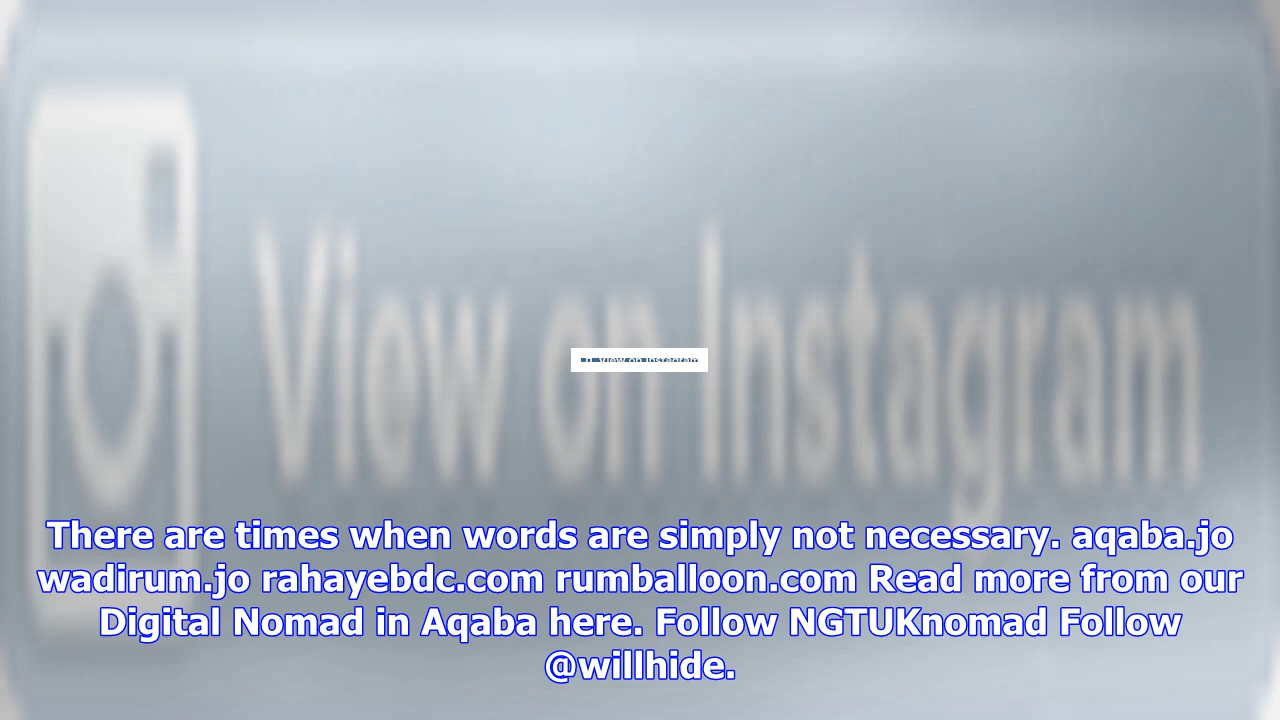 View on Instagram
View on Instagram
There are times when words are simply not necessary. aqaba.jo
wadirum.jo rahayebdc.com rumballoon.com Read more from our
Digital Nomad in Aqaba here. Follow NGTUKnomad Follow
@willhide.